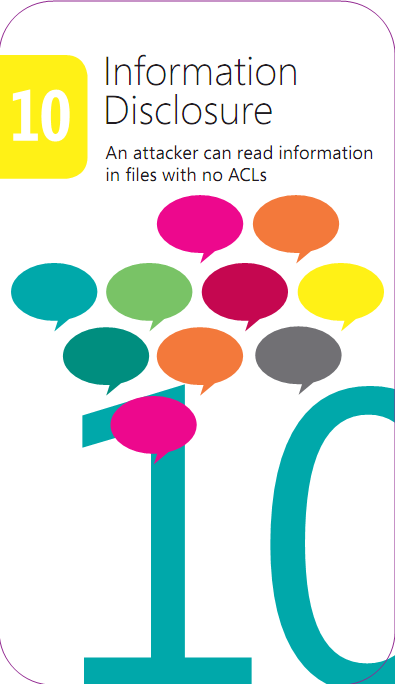 10
Information
Disclosure
An attacker can read information
in files with no ACLs
10